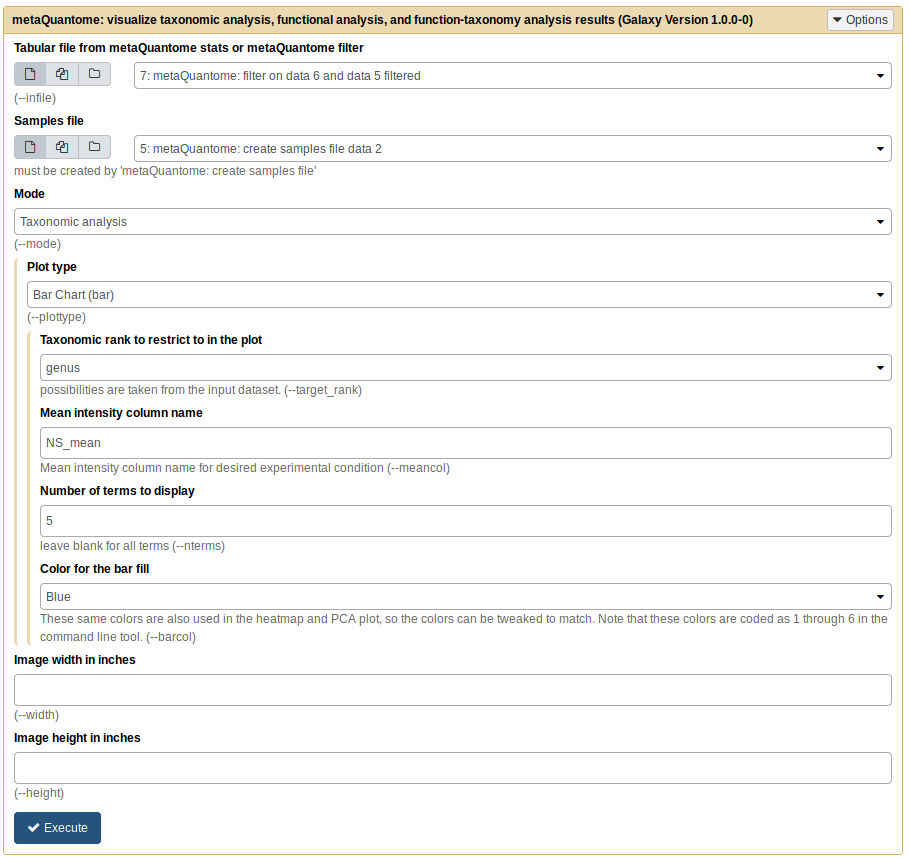 metaQuantome: visualize taxonomic analysis, functional analysis, and function-taxonomy analysis results (Galaxy Version 1.0.0-0)
Options
Tabular file from metaQuantome stats or metaQuantome filter
7: metaQuantome: filter on data 6 and data 5 filtered
(--infile)
Samples file
5: metaQuantome: create samples file data 2
must be created by 'metaQuantome: create samples file'
Mode
Taxonomic analysis
(--mode)
Plot type
Bar Chart (bar)
(--plottype)
Taxonomic rank to restrict to in the plot
genus
possibilities are taken from the input dataset. (--target_rank)
Mean intensity column name
NS_mean
Mean intensity column name for desired experimental condition (--meancol)
Number of terms to display
5
leave blank for all terms (--nterms)
Color for the bar fill
Blue
These same colors are also used in the heatmap and PCA plot, so the colors can be tweaked to match. Note that these colors are coded as 1 through 6 in the
command line tool. (--barcol)
Image width in inches
(--width)
Image height in inches
(--height)
Execute